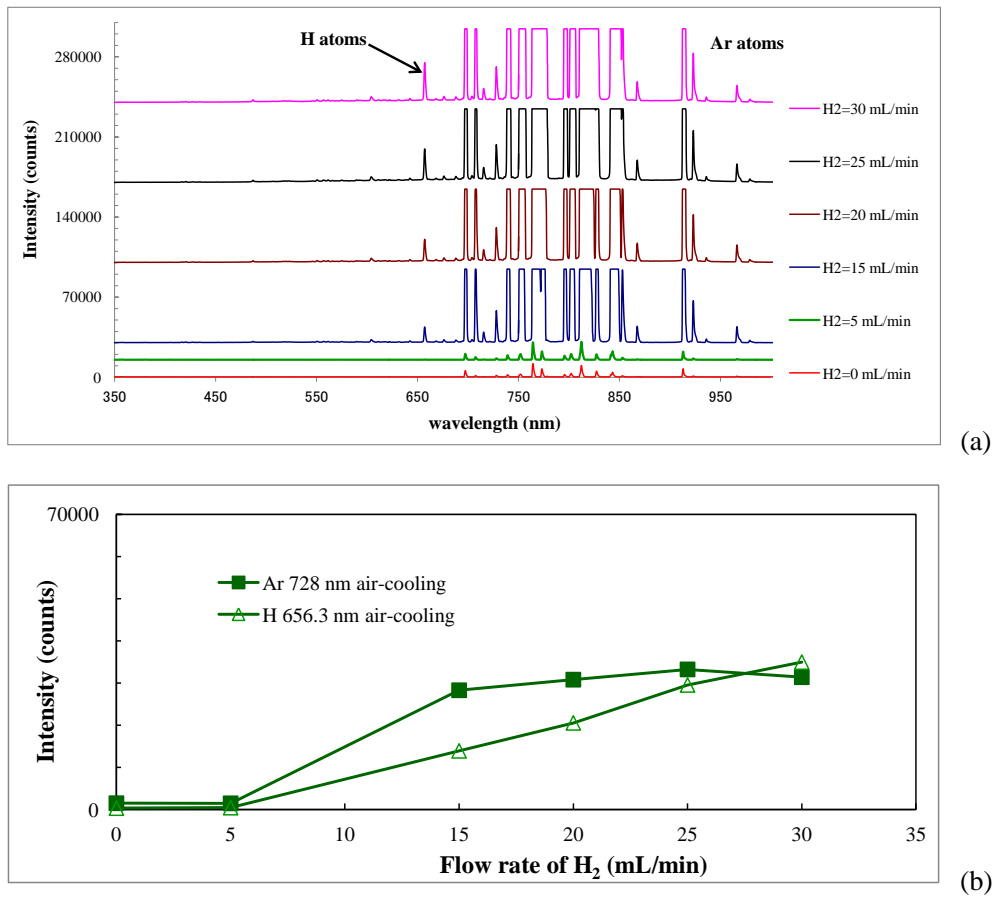 H atoms
Ar atoms
280000
210000
140000
70000
0
Intensity (counts)
H2=30 mL/min
H2=25 mL/min
H2=20 mL/min
H2=15 mL/min
H2=5 mL/min
H2=0 mL/min
350 450 550 650 750 850 950
wavelength (nm)
(a)
70000
0
Intensity (counts)
Ar 728 nm air-cooling
H 656.3 nm air-cooling
0 5 10 15 20 25 30 35
Flow rate of H₂ (mL/min)
(b)